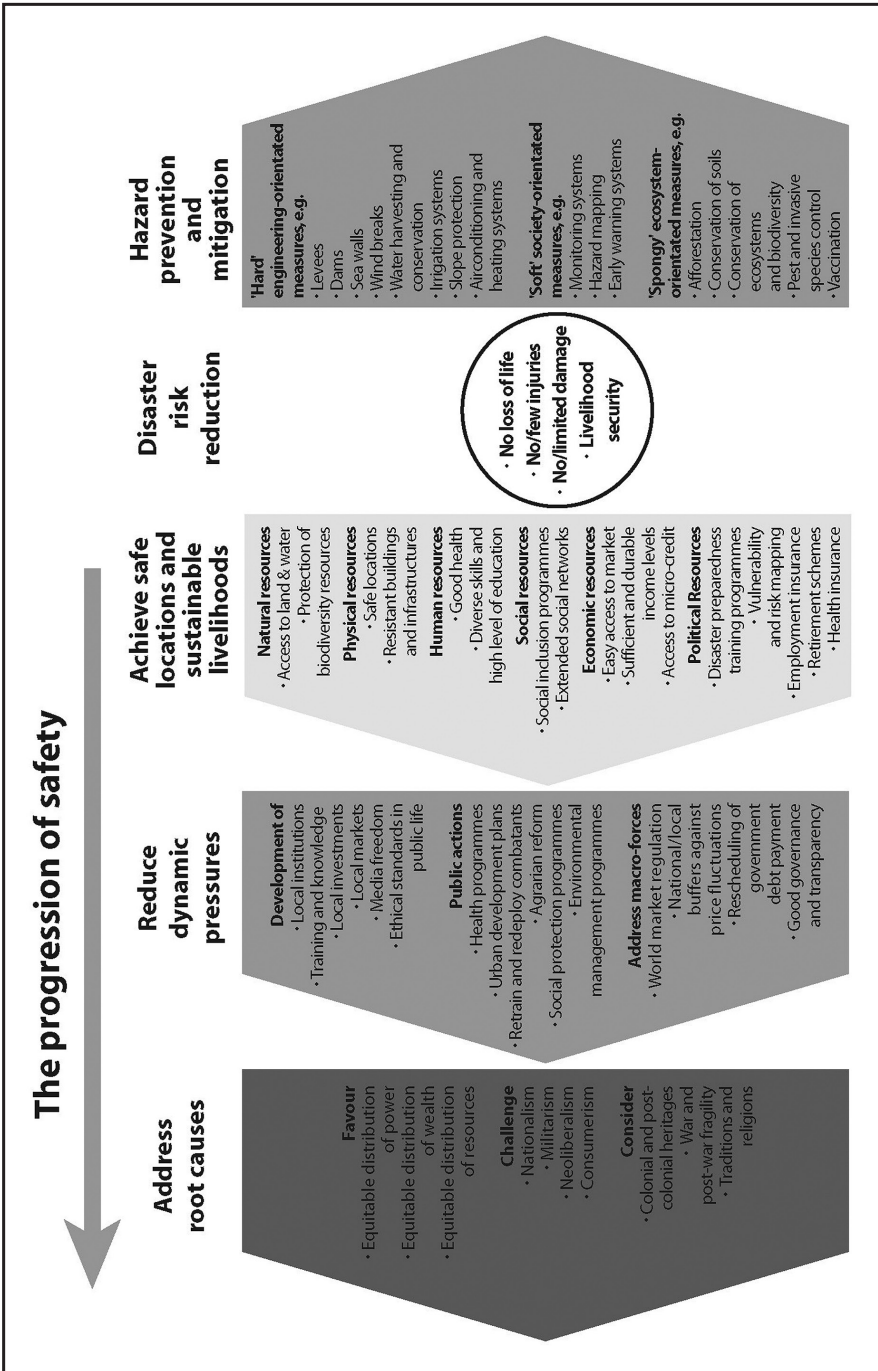 The progression of safety
Address
root causes
Favour
· Equitable distribution
of power
· Equitable distribution
of wealth
· Equitable distribution
of resources
Challenge
· Nationalism
· Militarism
· Neoliberalism
· Consumerism
Consider
· Colonial and post-
colonial heritages
· War and
post-war fragility
· Traditions and
religions
Reduce
dynamic
pressures
Development of
· Local institutions
· Training and knowledge
· Local investments
· Local markets
· Media freedom
· Ethical standards in
public life
Public actions
· Health programmes
· Urban development plans
· Retrain and redeploy combatants
· Agrarian reform
· Social protection programmes
· Environmental
management programmes
Address macro-forces
· World market regulation
· National/local
buffers against
price fluctuations
· Rescheduling of
government
debt payment
· Good governance
and transparency
Achieve safe
locations and
sustainable
livelihoods
Natural resources
· Access to land & water
· Protection of
biodiversity resources
Physical resources
· Safe locations
· Resistant buildings
and infrastructures
Human resources
· Good health
· Diverse skills and
high level of education
Social resources
· Social inclusion programmes
· Extended social networks
Economic resources
· Easy access to market
· Sufficient and durable
income levels
· Access to micro-credit
Political Resources
· Disaster preparedness
training programmes
· Vulnerability
and risk mapping
· Employment insurance
· Retirement schemes
· Health insurance
Disaster
risk
reduction
· No loss of life
· No/few injuries
· No/limited damage
· Livelihood
security
Hazard
prevention
and
mitigation
'Hard'
engineering-orientated
measures, e.g.
· Levees
· Dams
· Sea walls
· Wind breaks
· Water harvesting and
conservation
· Irrigation systems
· Slope protection
· Airconditioning and
heating systems
'Soft' society-orientated
measures, e.g.
· Monitoring systems
· Hazard mapping
· Early warning systems
'Spongy' ecosystem-
orientated measures, e.g.
· Afforestation
· Conservation of soils
· Conservation of
ecosystems
and biodiversity
· Pest and invasive
species control
· Vaccination